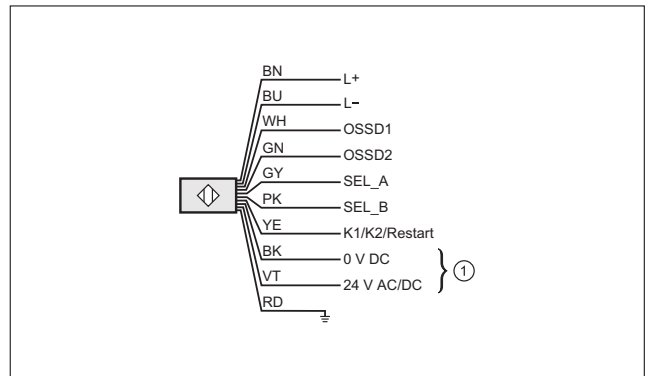 BN L+
BU L–
WH OSSD1
GN OSSD2
GY SEL_A
PK SEL_B
YE K1/K2/Restart
BK 0 V DC
VT 24 V AC/DC
1
RD